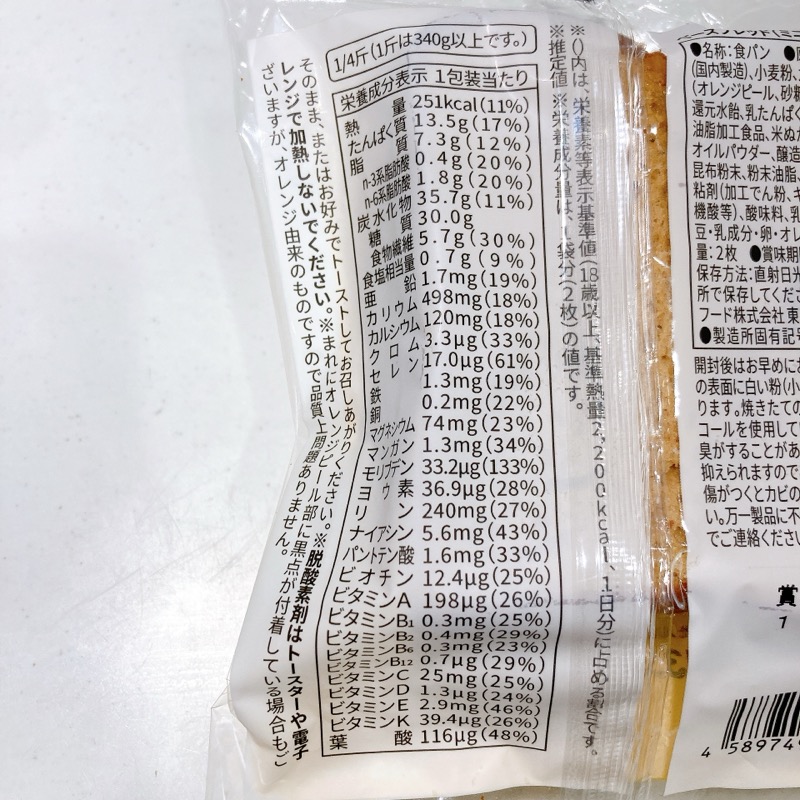 1/4斤(1斤は340g以上です。)
栄養成分表示 1包装当たり
熱量 251kcal(11%)
たんぱく質 13.5g(17%)
脂質 7.3g(12%)
n-3系脂肪酸 0.4g(20%)
n-6系脂肪酸 1.8g(20%)
炭水化物 35.7g(11%)
糖質 30.0g
食物繊維 5.7g(30%)
食塩相当量 0.7g(9%)
亜鉛 1.7mg(19%)
カリウム 498mg(18%)
カルシウム 120mg(18%)
クロム 3.3μg(33%)
セレン 17.0μg(61%)
鉄 1.3mg(19%)
銅 0.2mg(22%)
マグネシウム 74mg(23%)
マンガン 1.3mg(34%)
モリブデン 33.2μg(133%)
ヨウ素 36.9μg(28%)
リン 240mg(27%)
ナイアシン 5.6mg(43%)
パントテン酸 1.6mg(33%)
ビオチン 12.4μg(25%)
ビタミンA 198μg(26%)
ビタミンB1 0.3mg(25%)
ビタミンB2 0.4mg(29%)
ビタミンB6 0.3mg(23%)
ビタミンB12 0.7μg(29%)
ビタミンC 25mg(25%)
ビタミンD 1.3μg(24%)
ビタミンE 2.9mg(46%)
ビタミンK 39.4μg(26%)
葉酸 116μg(48%)
※()内は、栄養素等表示基準値(18歳以上、基準熱量2,200kcal、1日分)に占める割合です。
※推定値 ※栄養成分量は、1袋分(2枚)の値です。
そのまま、またはお好みでトーストしてお召しあがりください。※脱酸素剤はトースターや電子
レンジで加熱しないでください。※まれにオレンジピール部に黒点が付着している場合もご
ざいますが、オレンジ由来のものですので品質上問題ありません。
●名称:食パン
(国内製造)、小麦粉、
(オレンジピール、砂糖
還元水飴、乳たんぱく
油脂加工食品、米ぬか
オイルパウダー、醸造
昆布粉末、粉末油脂、
粘剤(加工でん粉、キ
機酸等)、酸味料、乳
豆・乳成分・卵・オレ
量:2枚 ●賞味期
保存方法:直射日光
所で保存してくださ
フード株式会社 東
●製造所固有記号
開封後はお早めにお
の表面に白い粉(小
ります。焼きたての
コールを使用してい
臭がすることがあ
抑えられますので
傷がつくとカビの
い。万一製品に不
でご連絡ください
賞
1
4 58974